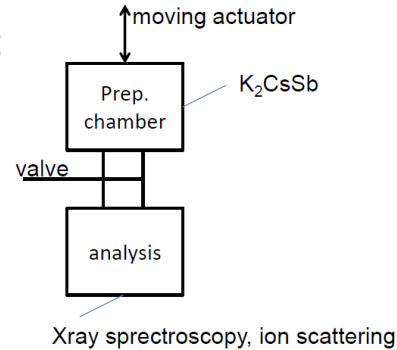 moving actuator
Prep.
chamber
K₂CsSb
valve
analysis
Xray sprectroscopy, ion scattering